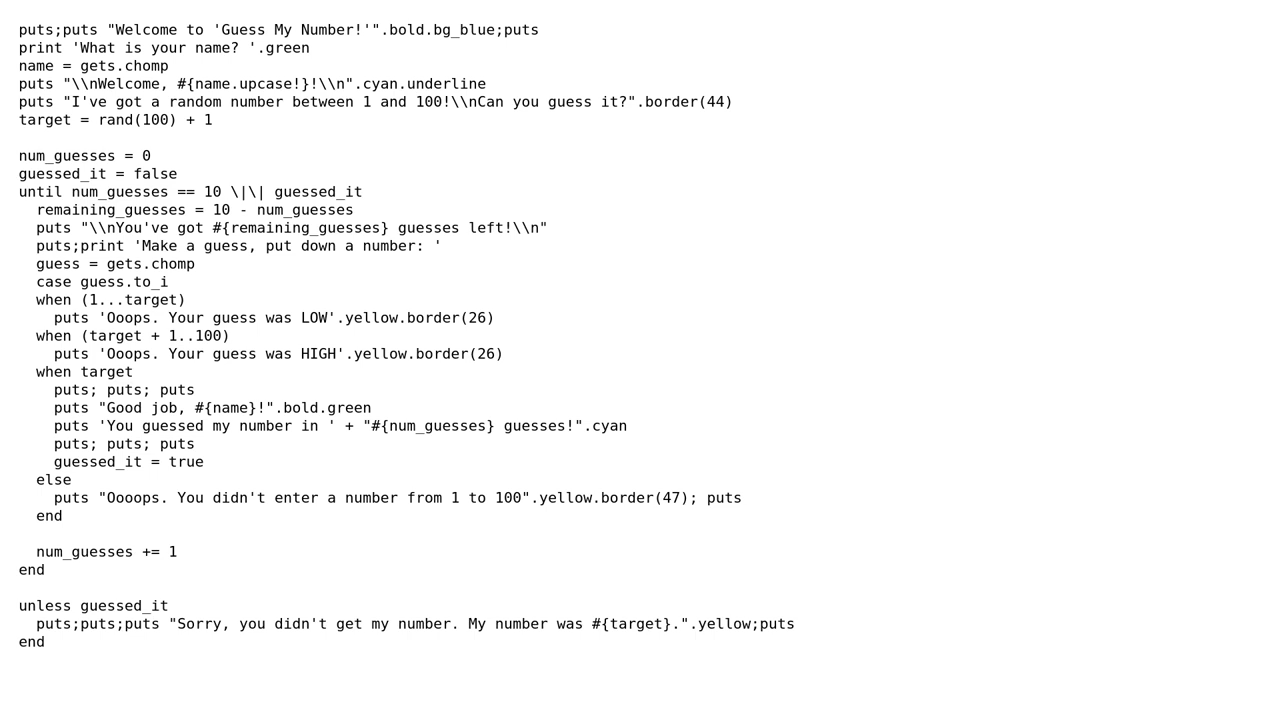 puts;puts "Welcome to 'Guess My Number!'".bold.bg_blue;puts
print 'What is your name? '.green
name = gets.chomp
puts "\\nWelcome, #{name.upcase!}!\\n".cyan.underline
puts "I've got a random number between 1 and 100!\\nCan you guess it?".border(44)
target = rand(100) + 1

num_guesses = 0
guessed_it = false
until num_guesses == 10 \|\| guessed_it
  remaining_guesses = 10 - num_guesses
  puts "\\nYou've got #{remaining_guesses} guesses left!\\n"
  puts;print 'Make a guess, put down a number: '
  guess = gets.chomp
  case guess.to_i
  when (1...target)
    puts 'Ooops. Your guess was LOW'.yellow.border(26)
  when (target + 1..100)
    puts 'Ooops. Your guess was HIGH'.yellow.border(26)
  when target
    puts; puts; puts
    puts "Good job, #{name}!".bold.green
    puts 'You guessed my number in ' + "#{num_guesses} guesses!".cyan
    puts; puts; puts
    guessed_it = true
  else
    puts "Oooops. You didn't enter a number from 1 to 100".yellow.border(47); puts
  end

  num_guesses += 1
end

unless guessed_it
  puts;puts;puts "Sorry, you didn't get my number. My number was #{target}.".yellow;puts
end